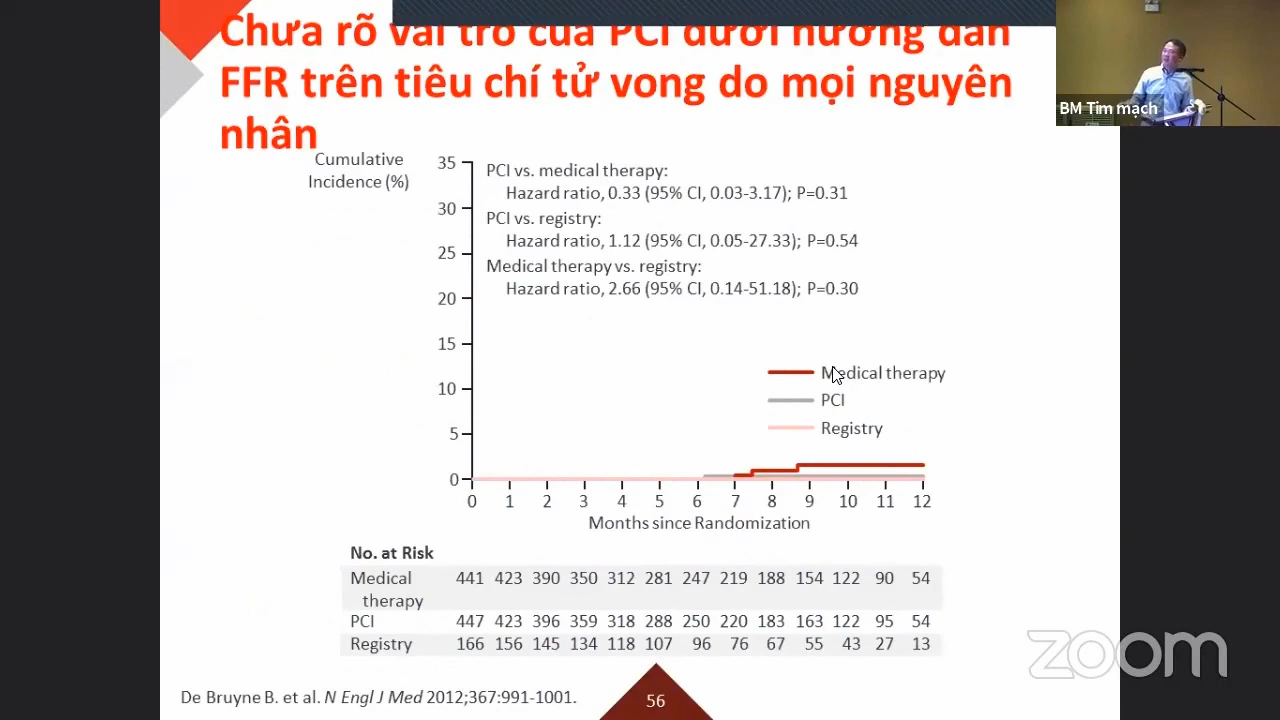 Chưa rõ vai trò của PCI dưới hướng dẫn
FFR trên tiêu chí tử vong do mọi nguyên
nhân
BM Tim mạch
Cumulative
Incidence (%)
35
30
25
20
15
10
5
0
PCI vs. medical therapy:
Hazard ratio, 0.33 (95% CI, 0.03-3.17); P=0.31
PCI vs. registry:
Hazard ratio, 1.12 (95% CI, 0.05-27.33); P=0.54
Medical therapy vs. registry:
Hazard ratio, 2.66 (95% CI, 0.14-51.18); P=0.30
Medical therapy
PCI
Registry
0 1 2 3 4 5 6 7 8 9 10 11 12
Months since Randomization
No. at Risk
Medical 441 423 390 350 312 281 247 219 188 154 122 90 54
therapy
PCI 447 423 396 359 318 288 250 220 183 163 122 95 54
Registry 166 156 145 134 118 107 96 76 67 55 43 27 13
De Bruyne B. et al. N Engl J Med 2012;367:991-1001.
56
zoom